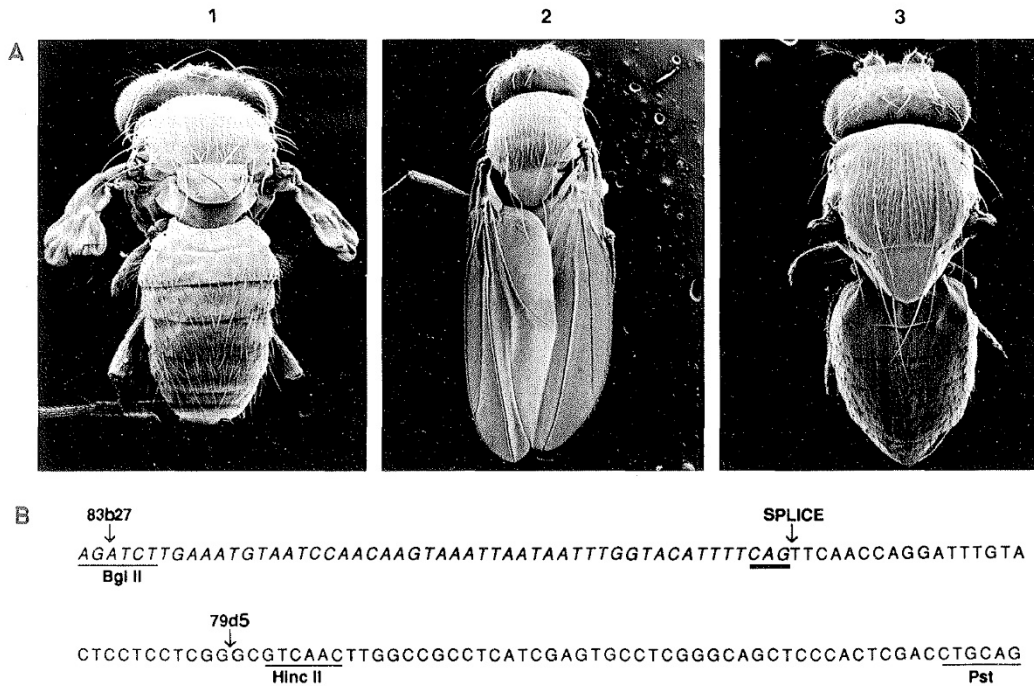 1 2 3
A
B
83b27 SPLICE
AGATCTTGAAATGTAATCCAACAAGTAAATTAATAATTTGGTACATTTTCAGTTCAACCAGGATTTGTA
Bgl II
79d5
CTCCTCCTCGGGCGTCAACTTGGCCGCCTCATCGAGTGCCTCGGGCAGCTCCCACTCGACCTGCAG
Hinc II Pst